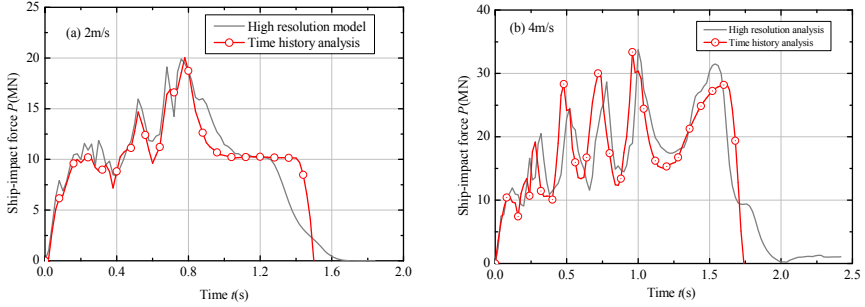 (a) 2m/s
High resolution model
Time history analysis
Ship-impact force P(MN)
25
20
15
10
5
0
0.0 0.4 0.8 1.2 1.6 2.0
Time t(s)
(b) 4m/s
High resolution analysis
Time history analysis
Ship-impact force P(MN)
40
30
20
10
0
0.0 0.5 1.0 1.5 2.0 2.5
Time t(s)